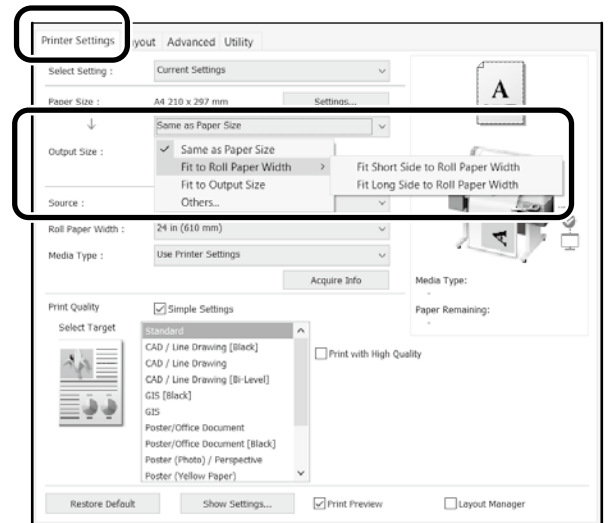 Printer Settings yout Advanced Utility
Select Setting : Current Settings
Paper Size : A4 210 x 297 mm Settings...
↓ Same as Paper Size
Output Size : ✓ Same as Paper Size
Fit to Roll Paper Width > Fit Short Side to Roll Paper Width
Fit to Output Size Fit Long Side to Roll Paper Width
Others...
Source :
Roll Paper Width : 24 in (610 mm)
Media Type : Use Printer Settings
Acquire Info
A
A
Media Type:
-
Paper Remaining:
-
Print Quality Simple Settings
Select Target
Standard
CAD / Line Drawing [Black]
CAD / Line Drawing
CAD / Line Drawing [Bi-Level]
GIS [Black]
GIS
Poster/Office Document
Poster/Office Document [Black]
Poster (Photo) / Perspective
Poster (Yellow Paper)
Print with High Quality
Restore Default Show Settings... Print Preview Layout Manager